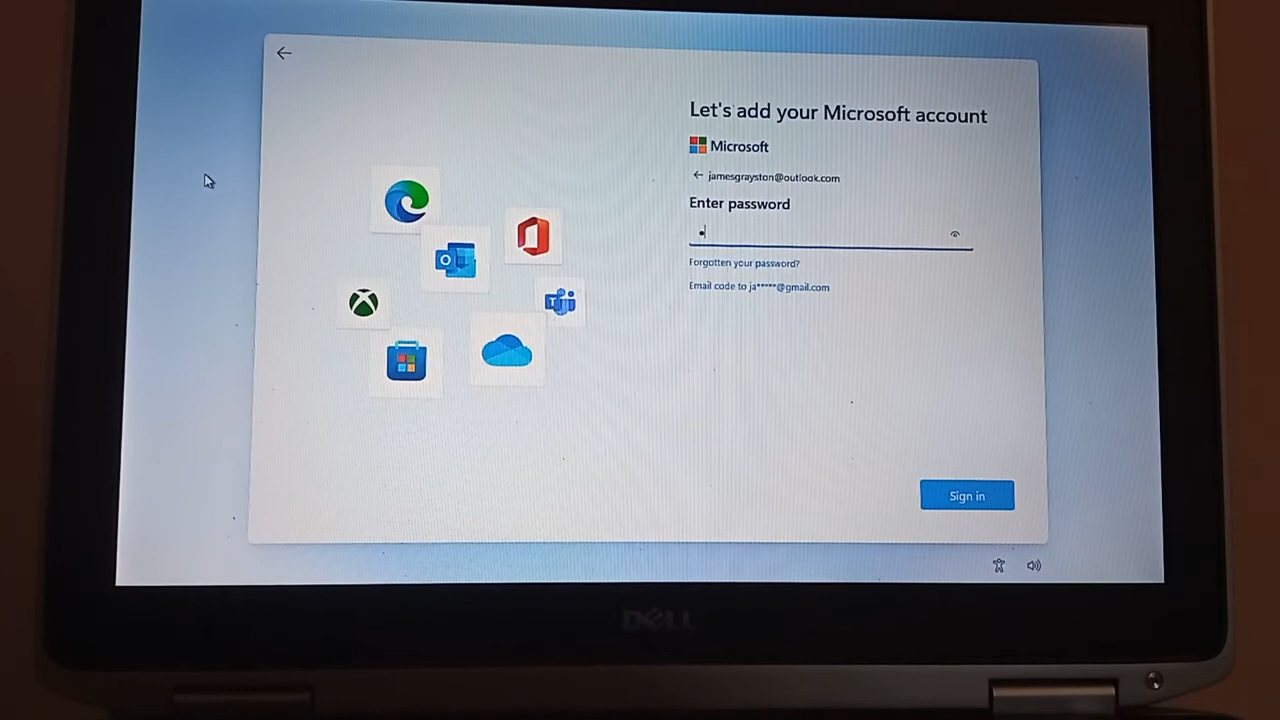 Let's add your Microsoft account
Microsoft
jamesgrayston@outlook.com
Enter password
Forgotten your password?
Email code to ja*****@gmail.com
Sign in
DELL